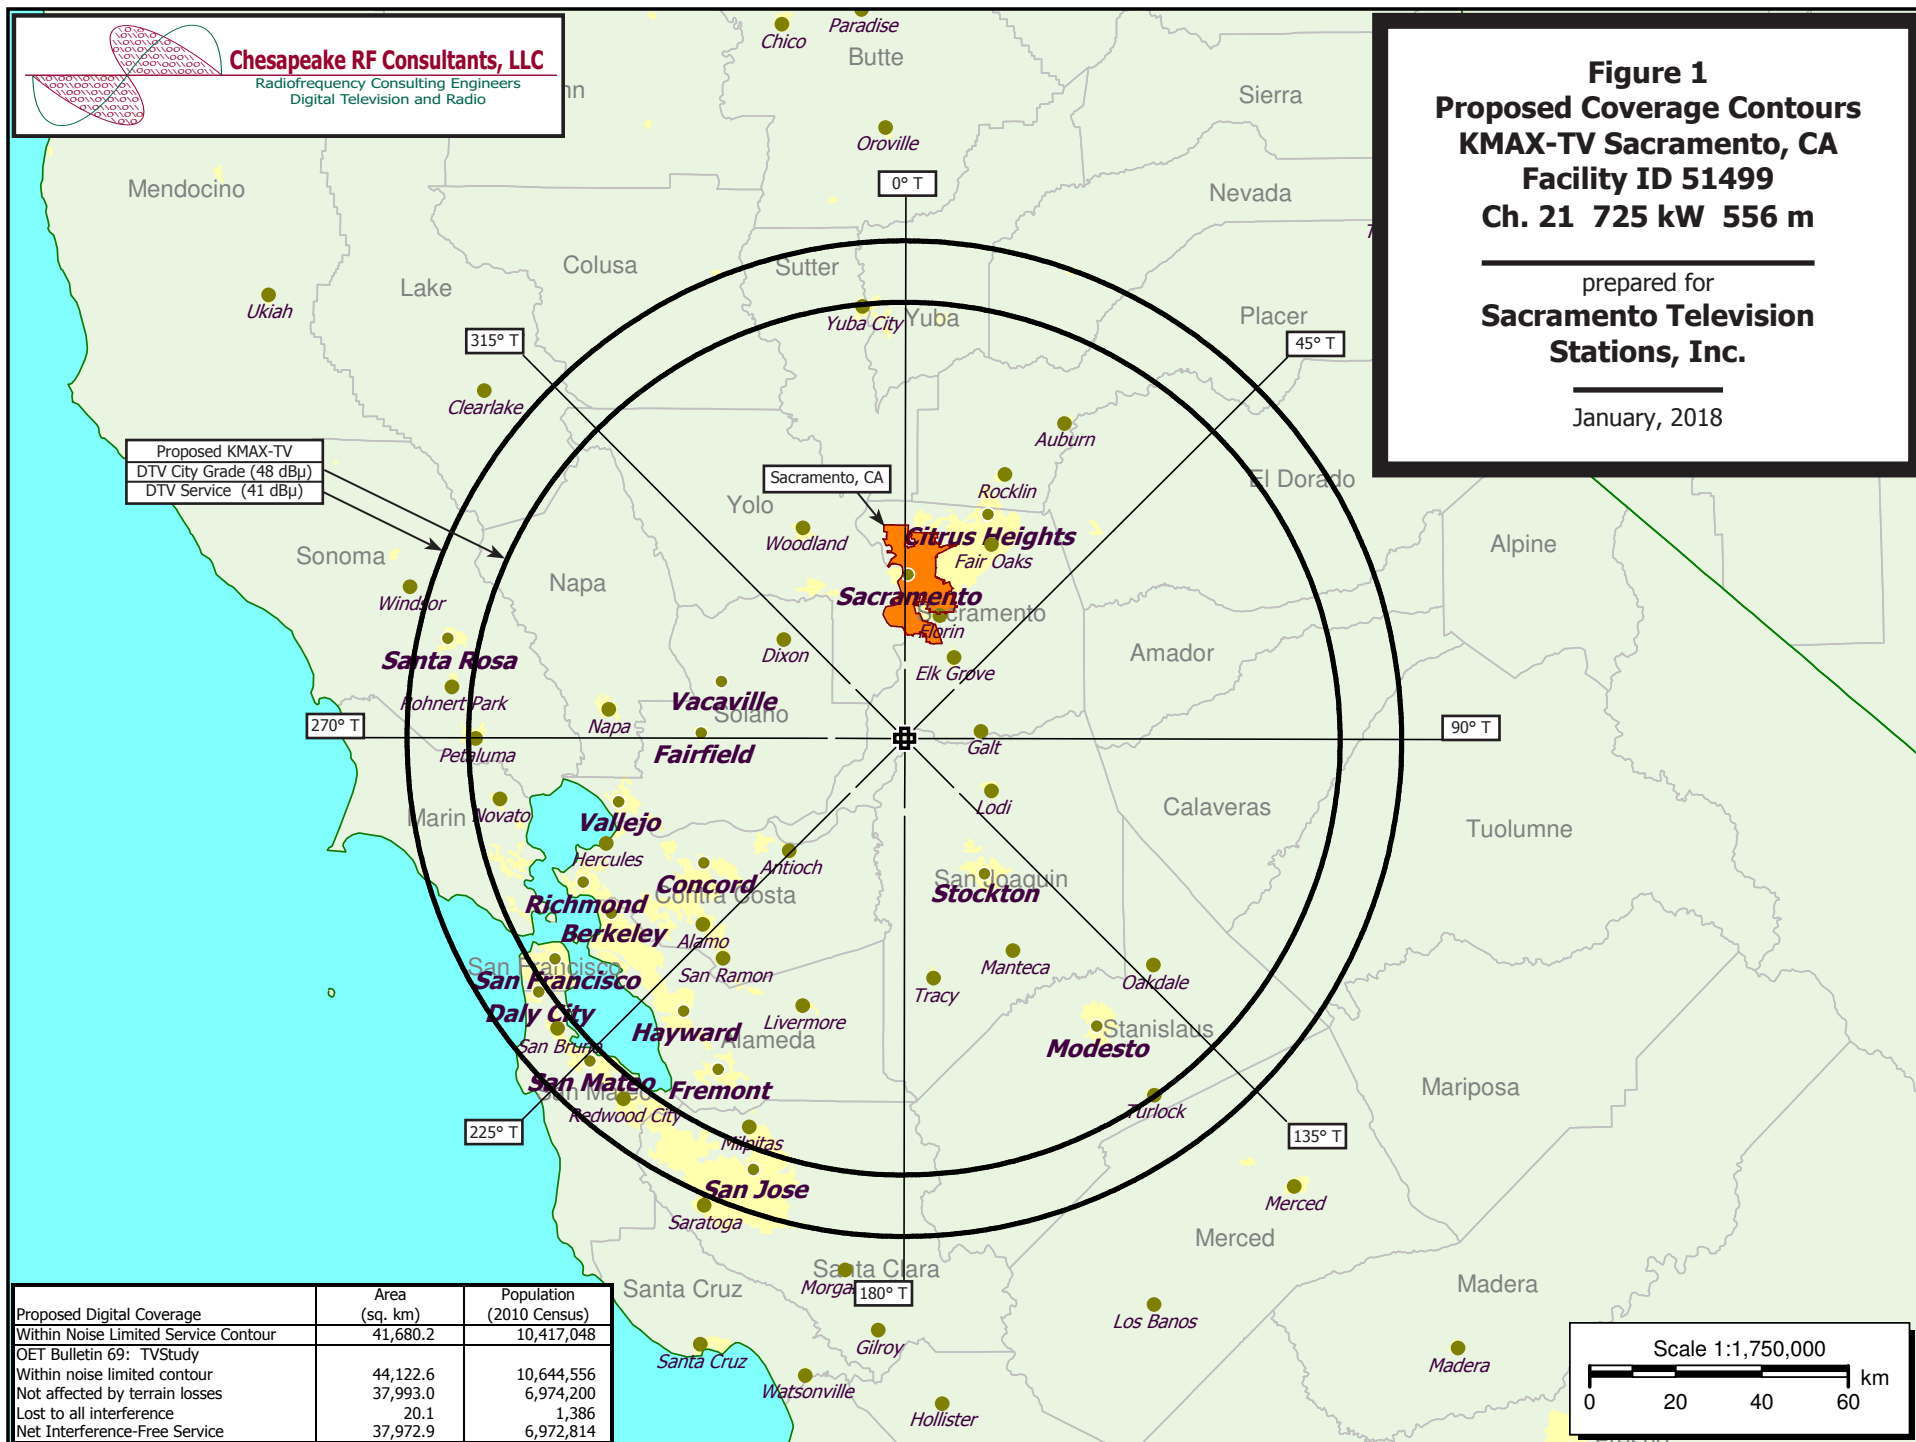 Chesapeake RF Consultants, LLC
Radiofrequency Consulting Engineers
Digital Television and Radio
Figure 1
Proposed Coverage Contours
KMAX-TV Sacramento, CA
Facility ID 51499
Ch. 21 725 kW 556 m
prepared for
Sacramento Television
Stations, Inc.
January, 2018
Chico
Paradise
Butte
nn
Sierra
Oroville
Mendocino
0° T
Nevada
Colusa
Sutter
Lake
Ukiah
Yuba City
Yuba
Placer
315° T
45° T
Clearlake
Auburn
Proposed KMAX-TV
DTV City Grade (48 dBµ)
DTV Service (41 dBµ)
Sacramento, CA
El Dorado
Rocklin
Yolo
Woodland
Citrus Heights
Fair Oaks
Alpine
Sonoma
Napa
Windsor
Sacramento
Sacramento
Florin
Santa Rosa
Dixon
Elk Grove
Amador
Rohnert Park
Vacaville
Napa
Solano
270° T
90° T
Petaluma
Fairfield
Galt
Marin
Novato
Lodi
Calaveras
Vallejo
Tuolumne
Hercules
Antioch
Concord
San Joaquin
Contra Costa
Stockton
Richmond
Berkeley
Alamo
San Francisco
San Ramon
Manteca
San Francisco
Oakdale
Tracy
Daly City
Livermore
Hayward
Stanislaus
Alameda
San Bruno
Modesto
San Mateo
Fremont
San Mateo
Mariposa
Redwood City
Turlock
225° T
135° T
Milpitas
San Jose
Merced
Saratoga
Merced
Santa Clara
Santa Cruz
Morga
180° T
Madera
Los Banos
Gilroy
Santa Cruz
Madera
Watsonville
Hollister
Proposed Digital Coverage Area (sq. km) Population (2010 Census)
Within Noise Limited Service Contour 41,680.2 10,417,048
OET Bulletin 69: TVStudy
Within noise limited contour 44,122.6 10,644,556
Not affected by terrain losses 37,993.0 6,974,200
Lost to all interference 20.1 1,386
Net Interference-Free Service 37,972.9 6,972,814
Scale 1:1,750,000
km
0 20 40 60